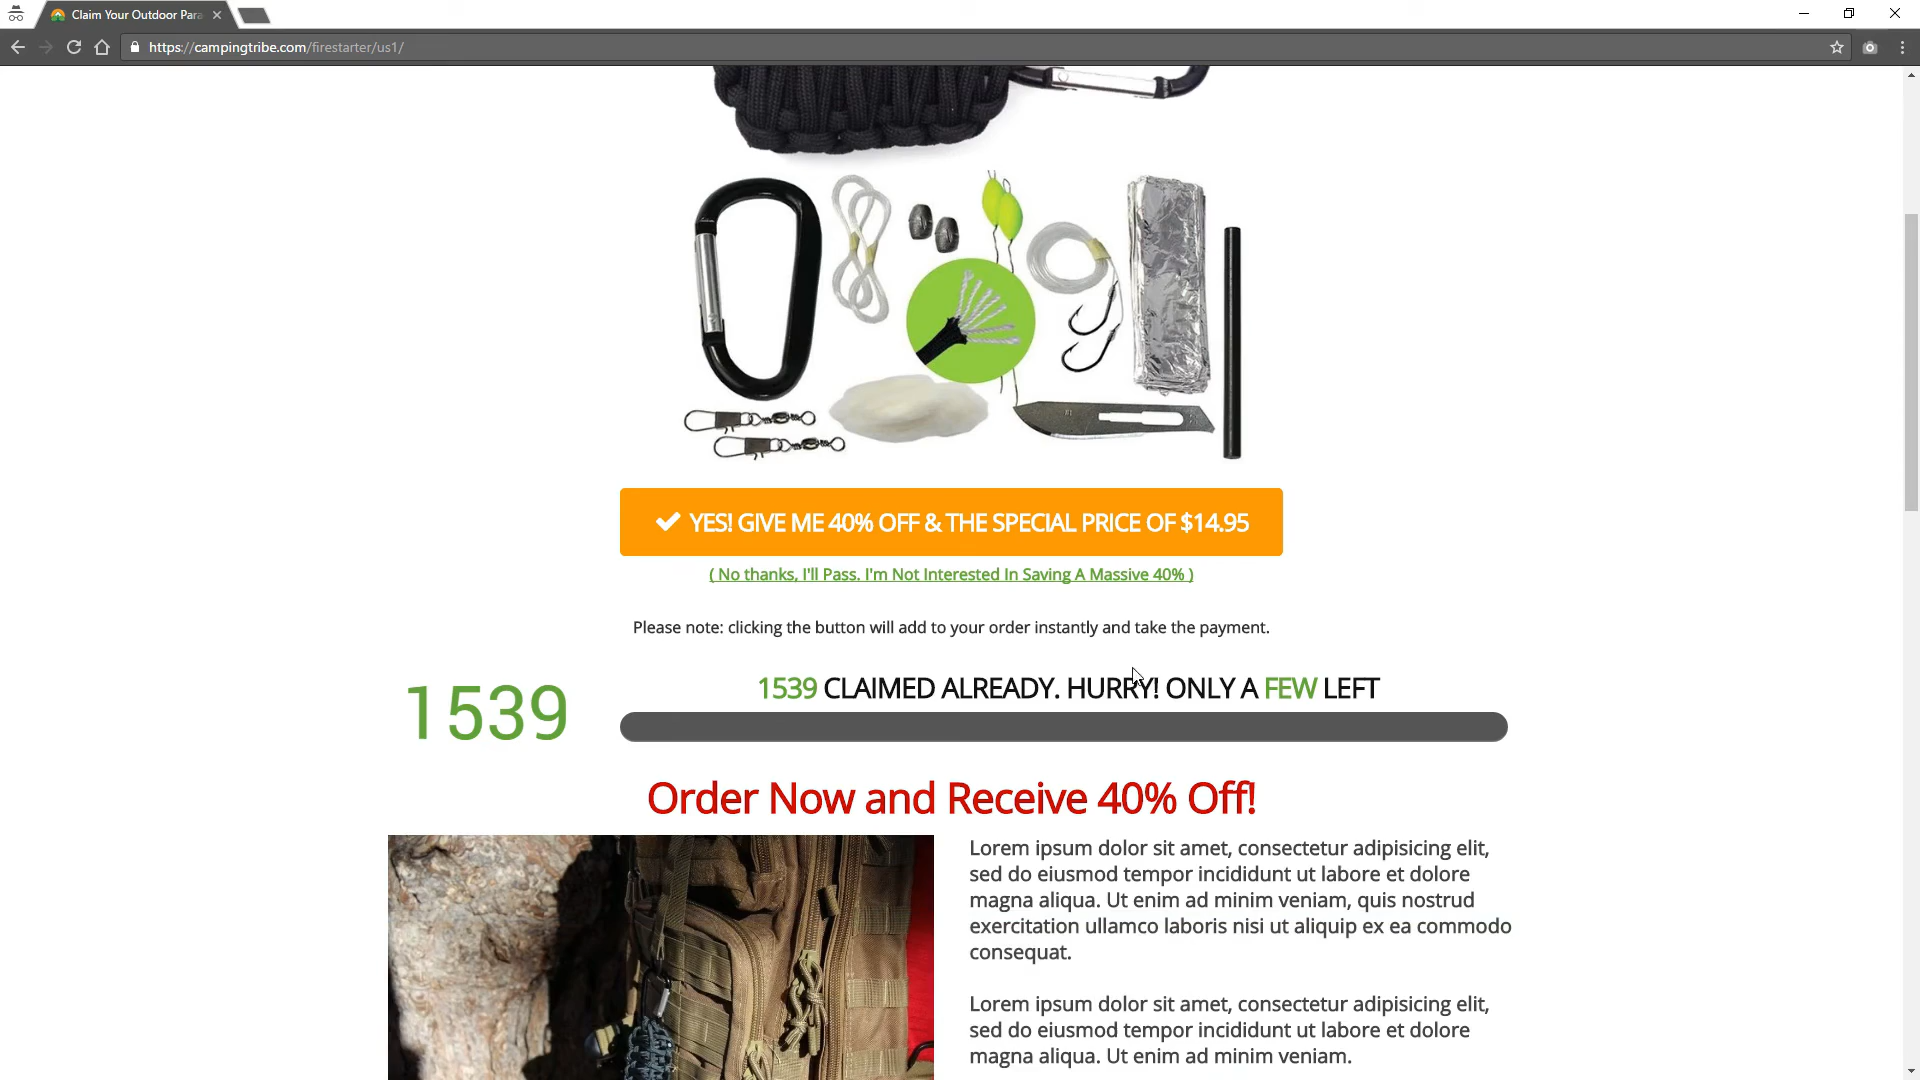 Claim Your Outdoor Para
https://campingtribe.com/firestarter/us1/
YES! GIVE ME 40% OFF & THE SPECIAL PRICE OF $14.95
( No thanks, I'll Pass. I'm Not Interested In Saving A Massive 40% )
Please note: clicking the button will add to your order instantly and take the payment.
1539
1539 CLAIMED ALREADY. HURRY! ONLY A FEW LEFT
Order Now and Receive 40% Off!
Lorem ipsum dolor sit amet, consectetur adipisicing elit,
sed do eiusmod tempor incididunt ut labore et dolore
magna aliqua. Ut enim ad minim veniam, quis nostrud
exercitation ullamco laboris nisi ut aliquip ex ea commodo
consequat.
Lorem ipsum dolor sit amet, consectetur adipisicing elit,
sed do eiusmod tempor incididunt ut labore et dolore
magna aliqua. Ut enim ad minim veniam.